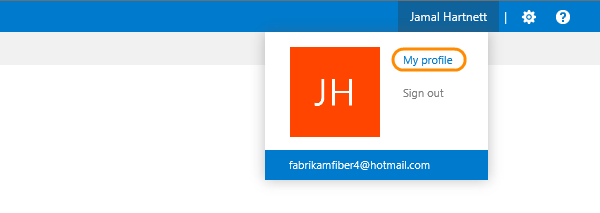 Jamal Hartnett | ?
My profile
JH
Sign out
fabrikamfiber4@hotmail.com